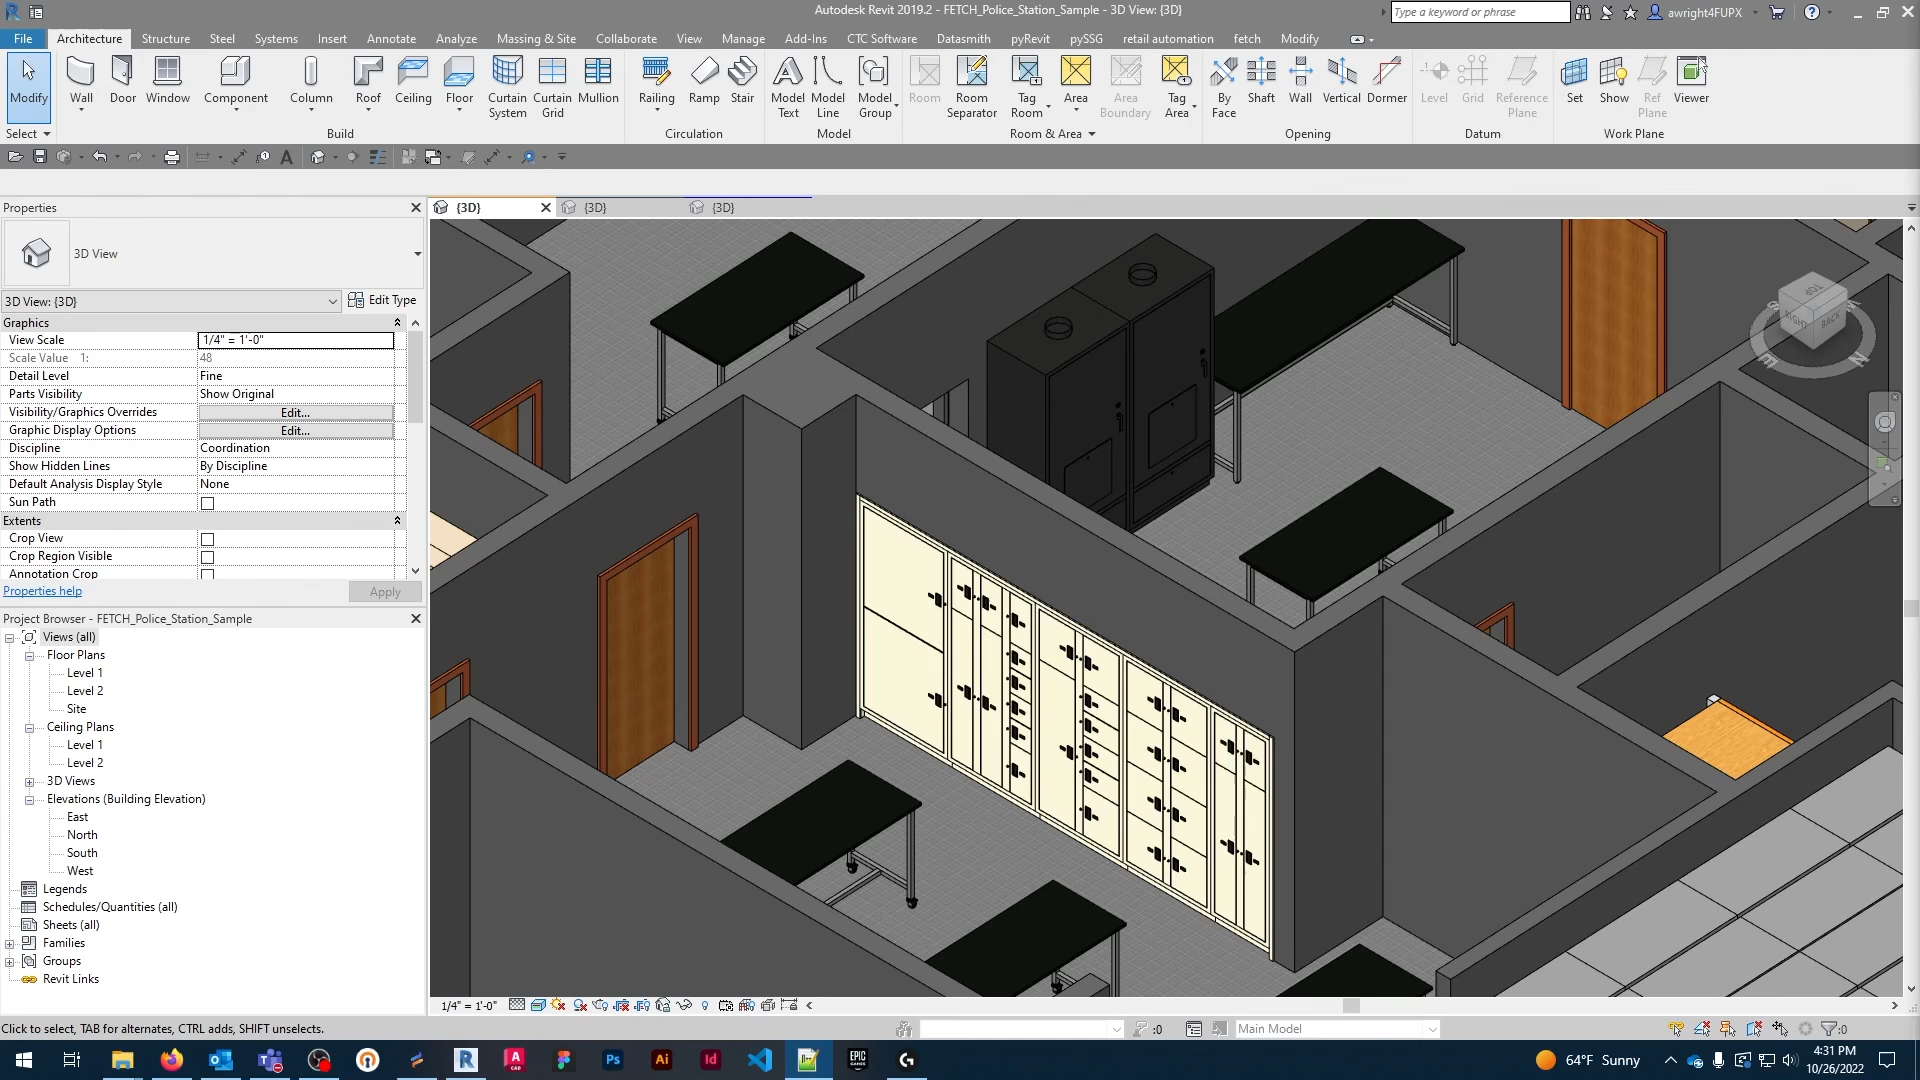 Autodesk Revit 2019.2 - FETCH_Police_Station_Sample - 3D View: {3D}
Type a keyword or phrase
awright4FUPX
File Architecture Structure Steel Systems Insert Annotate Analyze Massing & Site Collaborate View Manage Add-Ins CTC Software Datasmith pyRevit pySSG retail automation fetch Modify
Modify Wall Door Window Component Column Roof Ceiling Floor Curtain System Curtain Grid Mullion Railing Ramp Stair Model Text Model Line Model Group Room Room Separator Tag Room Area Area Boundary Tag Area By Face Shaft Wall Vertical Dormer Level Grid Reference Plane Set Show Ref Plane Viewer
Select Build Circulation Model Room & Area Opening Datum Work Plane
Properties
{3D} {3D} {3D}
3D View
3D View: {3D} Edit Type
Graphics
View Scale 1/4" = 1'-0"
Scale Value 1: 48
Detail Level Fine
Parts Visibility Show Original
Visibility/Graphics Overrides Edit...
Graphic Display Options Edit...
Discipline Coordination
Show Hidden Lines By Discipline
Default Analysis Display Style None
Sun Path
Extents
Crop View
Crop Region Visible
Annotation Crop
Properties help Apply
Project Browser - FETCH_Police_Station_Sample
Views (all)
Floor Plans
Level 1
Level 2
Site
Ceiling Plans
Level 1
Level 2
3D Views
Elevations (Building Elevation)
East
North
South
West
Legends
Schedules/Quantities (all)
Sheets (all)
Families
Groups
Revit Links
TOP
RIGHT BACK
E N
1/4" = 1'-0"
Click to select, TAB for alternates, CTRL adds, SHIFT unselects.
:0
Main Model
:0
R A CAD Ps Ai Id EPIC GAMES
64°F Sunny
4:31 PM
10/26/2022